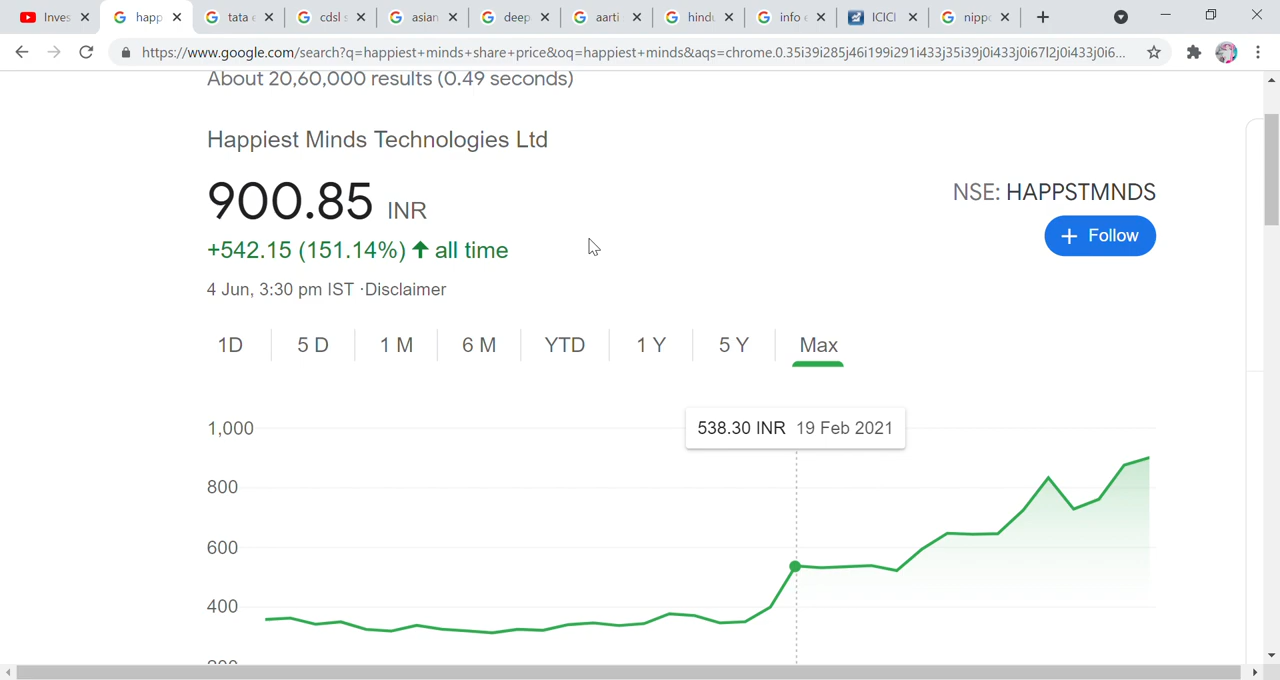 Inves
happ
tata
cdsl s
asian
deep
aarti
hind
info e
ICICI
nipp
https://www.google.com/search?q=happiest+minds+share+price&oq=happiest+minds&aqs=chrome.0.35i39i285j46i199i291i433j35i39j0i433j0i67l2j0i433j0i6...
About 20,60,000 results (0.49 seconds)
Happiest Minds Technologies Ltd
900.85 INR
NSE: HAPPSTMNDS
+ Follow
+542.15 (151.14%) ↑ all time
4 Jun, 3:30 pm IST ·Disclaimer
1D 5 D 1 M 6 M YTD 1 Y 5 Y Max
538.30 INR 19 Feb 2021
1,000
800
600
400